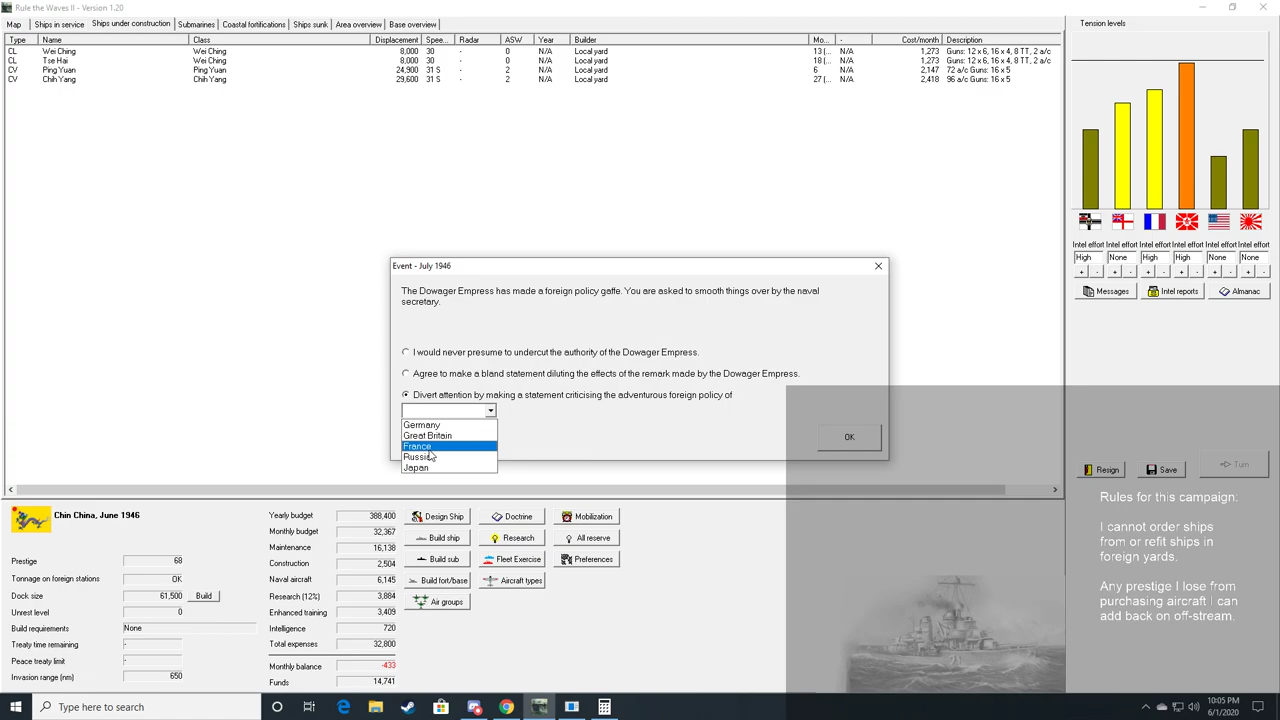 Rule the Waves II - Version 1.20
Map Ships in service Ships under construction Submarines Coastal fortifications Ships sunk Area overview Base overview
Type Name Class Displacement Spee... Radar ASW Year Builder Mo... - Cost/month Description
CL Wei Ching Wei Ching 8,000 30 - 0 N/A Local yard 13 (... N/A 1,273 Guns: 12 x 6, 16 x 4, 8 TT, 2 a/c
CL Tse Hai Wei Ching 8,000 30 - 0 N/A Local yard 18 (... N/A 1,273 Guns: 12 x 6, 16 x 4, 8 TT, 2 a/c
CV Ping Yuan Ping Yuan 24,900 31 S - 2 N/A Local yard 6 N/A 2,147 72 a/c Guns: 16 x 5
CV Chih Yang Chih Yang 29,600 31 S - 2 N/A Local yard 27 (... N/A 2,418 96 a/c Guns: 16 x 5
Tension levels
Intel effort Intel effort Intel effort Intel effort Intel effort Intel effort
High None High High None None
+ - + - + - + - + - + -
Messages Intel reports Almanac
Event - July 1946
The Dowager Empress has made a foreign policy gaffe. You are asked to smooth things over by the naval
secretary.
I would never presume to undercut the authority of the Dowager Empress.
Agree to make a bland statement diluting the effects of the remark made by the Dowager Empress.
Divert attention by making a statement criticising the adventurous foreign policy of
Germany
Great Britain
France
Russia
Japan
OK
Resign Save Turn
Rules for this campaign:
I cannot order ships
from or refit ships in
foreign yards.
Any prestige I lose from
purchasing aircraft I can
add back on off-stream.
Chin China, June 1946
Prestige 68
Tonnage on foreign stations OK
Dock size 61,500 Build
Unrest level 0
Build requirements None
Treaty time remaining -
Peace treaty limit -
Invasion range (nm) 650
Yearly budget 388,400
Monthly budget 32,367
Maintenance 16,138
Construction 2,504
Naval aircraft 6,145
Research (12%) 3,884
Enhanced training 3,409
Intelligence 720
Total expenses 32,800
Monthly balance -433
Funds 14,741
Design Ship Doctrine Mobilization
Build ship Research All reserve
Build sub Fleet Exercise Preferences
Build fort/base Aircraft types
Air groups
Type here to search
10:05 PM
6/1/2020